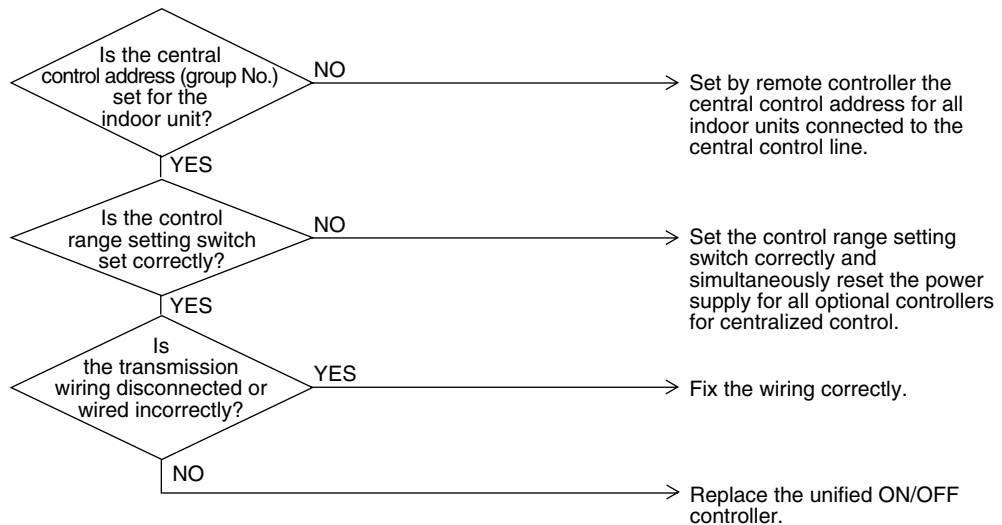 Is the central
control address (group No.)
set for the
indoor unit?
NO
Set by remote controller the
central control address for all
indoor units connected to the
central control line.
YES
Is the control
range setting switch
set correctly?
NO
Set the control range setting
switch correctly and
simultaneously reset the power
supply for all optional controllers
for centralized control.
YES
Is
the transmission
wiring disconnected or
wired incorrectly?
YES
Fix the wiring correctly.
NO
Replace the unified ON/OFF
controller.